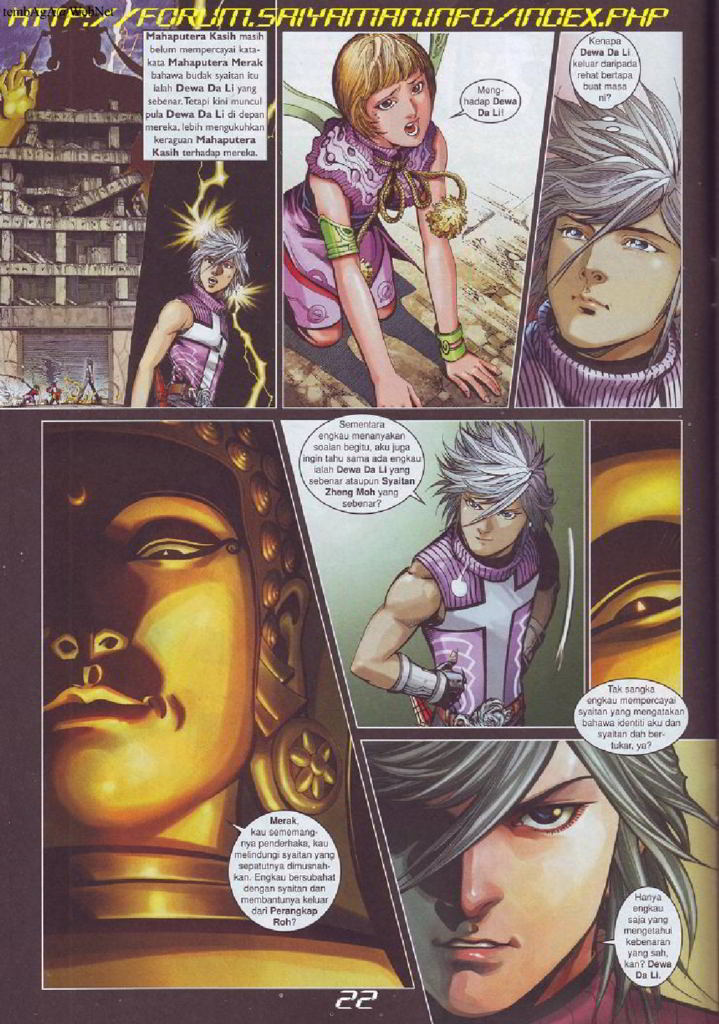 HTTP://FORUM.SAIYAMAN.INFO/INDEX.PHP
tembAgA@WebNet
Mahaputera Kasih masih
belum mempercayai kata-
kata Mahaputera Merak
bahawa budak syaitan itu
ialah Dewa Da Li yang
sebenar. Tetapi kini muncul
pula Dewa Da Li di depan
mereka, lebih mengukuhkan
keraguan Mahaputera
Kasih terhadap mereka.
Meng-
hadap Dewa
Da Li!
Kenapa
Dewa Da Li
keluar daripada
rehat bertapa
buat masa
ni?
Sementara
engkau menanyakan
soalan begitu, aku juga
ingin tahu sama ada engkau
ialah Dewa Da Li yang
sebenar ataupun Syaitan
Zheng Moh yang
sebenar?
Tak sangka
engkau mempercayai
syaitan yang mengatakan
bahawa identiti aku dan
syaitan dah ber-
tukar, ya?
Merak,
kau sememang-
nya penderhaka, kau
melindungi syaitan yang
sepatutnya dimusnah-
kan. Engkau bersubahat
dengan syaitan dan
membantunya keluar
dari Perangkap
Roh?
Hanya
engkau
saja yang
mengetahui
kebenaran
yang sah,
kan? Dewa
Da Li.
22